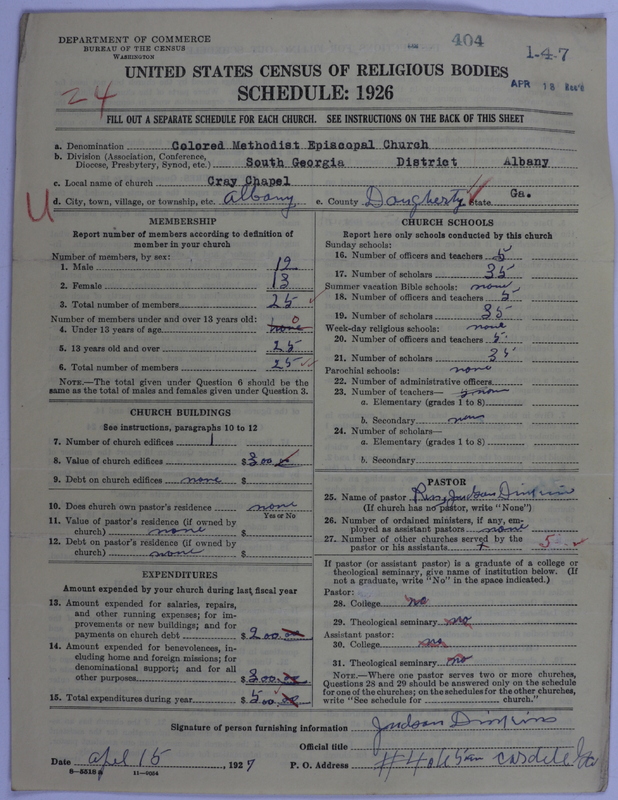 DEPARTMENT OF COMMERCE
BUREAU OF THE CENSUS
WASHINGTON
404
1-4-7
APR 18 Rec'd
UNITED STATES CENSUS OF RELIGIOUS BODIES
SCHEDULE: 1926
24
FILL OUT A SEPARATE SCHEDULE FOR EACH CHURCH. SEE INSTRUCTIONS ON THE BACK OF THIS SHEET
a. Denomination Colored Methodist Episcopal Church
b. Division (Association, Conference, Diocese, Presbytery, Synod, etc.) South Georgia District Albany
c. Local name of church Cray Chapel
U
d. City, town, village, or township, etc. Albany e. County Dougherty State Ga.
MEMBERSHIP
Report number of members according to definition of
member in your church
Number of members, by sex:
1. Male 12
2. Female 13
3. Total number of members 25
Number of members under and over 13 years old:
4. Under 13 years of age none 0
5. 13 years old and over 25
6. Total number of members 25
NOTE.—The total given under Question 6 should be
same as the total of males and females given under Question 3.
CHURCH BUILDINGS
See instructions, paragraphs 10 to 12
7. Number of church edifices 1
8. Value of church edifices $300
9. Debt on church edifices none $
10. Does church own pastor's residence none
Yes or No
11. Value of pastor's residence (if owned by
church) none $
12. Debt on pastor's residence (if owned by
church) none $
EXPENDITURES
Amount expended by your church during last fiscal year
13. Amount expended for salaries, repairs,
and other running expenses; for im-
provements or new buildings; and for
payments on church debt $200.00
14. Amount expended for benevolences, in-
cluding home and foreign missions; for
denominational support; and for all
other purposes $300.00
15. Total expenditures during year $500.00
CHURCH SCHOOLS
Report here only schools conducted by this church
Sunday schools:
16. Number of officers and teachers 5
17. Number of scholars 35
Summer vacation Bible schools: none
18. Number of officers and teachers 5
19. Number of scholars 35
Week-day religious schools: none
20. Number of officers and teachers 5
21. Number of scholars 35
Parochial schools: none
22. Number of administrative officers
23. Number of teachers— none
a. Elementary (grades 1 to 8)
b. Secondary none
24. Number of scholars—
a. Elementary (grades 1 to 8)
b. Secondary
PASTOR
25. Name of pastor Judson Dinkins
(If church has no pastor, write "None")
26. Number of ordained ministers, if any, em-
ployed as assistant pastors none
27. Number of other churches served by the
pastor or his assistants 5
If pastor (or assistant pastor) is a graduate of a college or
theological seminary, give name of institution below. (If
not a graduate, write "No" in the space indicated.)
Pastor:
28. College no
29. Theological seminary no
Assistant pastor:
30. College no
31. Theological seminary no
NOTE.—Where one pastor serves two or more churches,
Questions 28 and 29 should be answered only on the schedule
for one of the churches; on the schedules for the other churches,
write "See schedule for church."
Signature of person furnishing information Judson Dinkins
Official title
Date apel 15, 1927 P. O. Address
8-5518a 11-9054